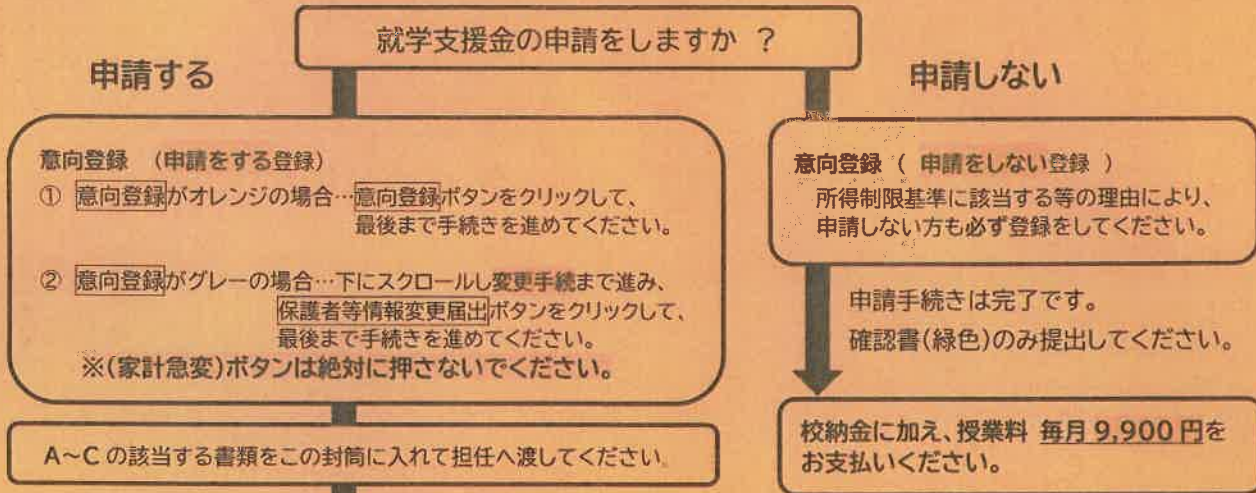 就学支援金の申請をしますか ？
申請する
申請しない
意向登録 （申請をする登録）
① 意向登録がオレンジの場合…意向登録ボタンをクリックして、
最後まで手続きを進めてください。
② 意向登録がグレーの場合…下にスクロールし変更手続まで進み、
保護者等情報変更届出ボタンをクリックして、
最後まで手続きを進めてください。
※(家計急変)ボタンは絶対に押さないでください。
A～C の該当する書類をこの封筒に入れて担任へ渡してください。
意向登録（ 申請をしない登録 ）
所得制限基準に該当する等の理由により、
申請しない方も必ず登録をしてください。
申請手続きは完了です。
確認書(緑色)のみ提出してください。
校納金に加え、授業料 毎月 9,900 円を
お支払いください。